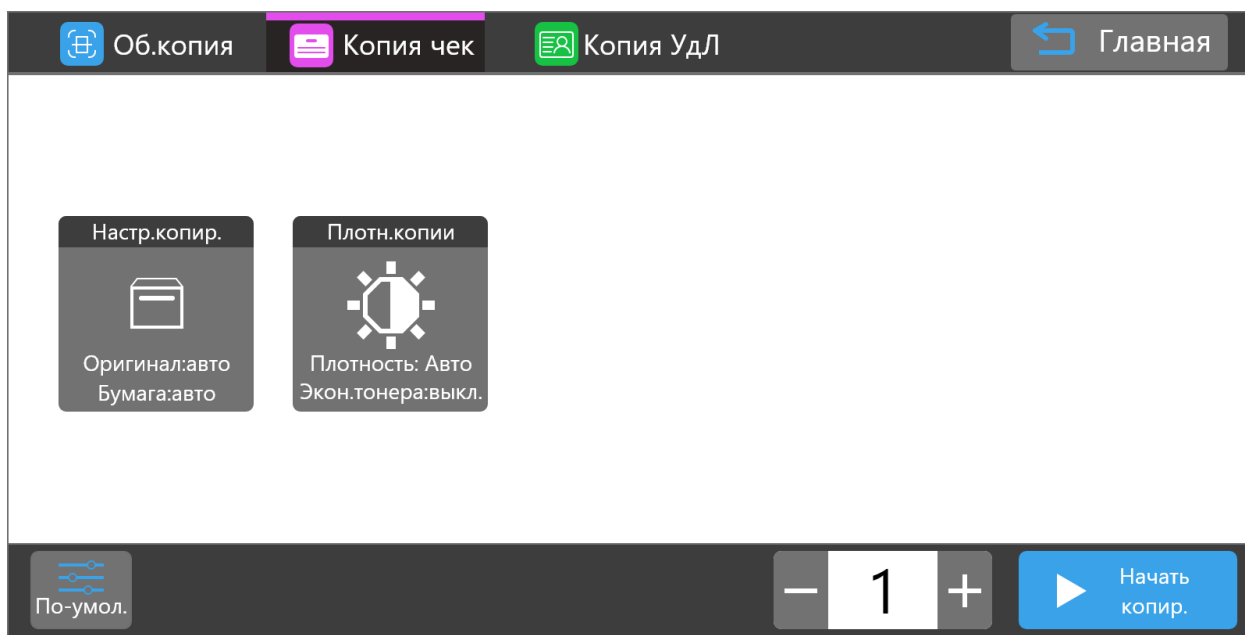 Об.копия
Копия чек
Копия УдЛ
Главная
Настр.копир.
Оригинал:авто
Бумага:авто
Плотн.копии
Плотность: Авто
Экон.тонера:выкл.
По-умол.
1
Начать
копир.